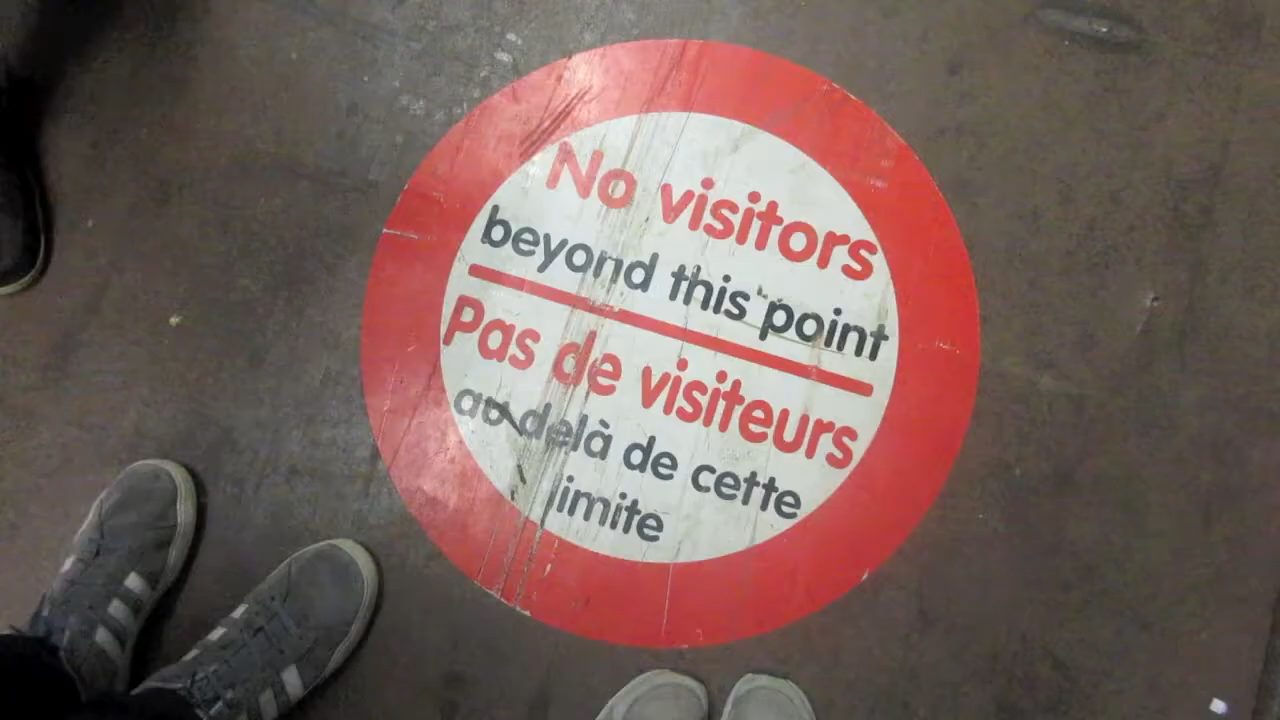 No visitors
beyond this point
Pas de visiteurs
au delà de cette
limite